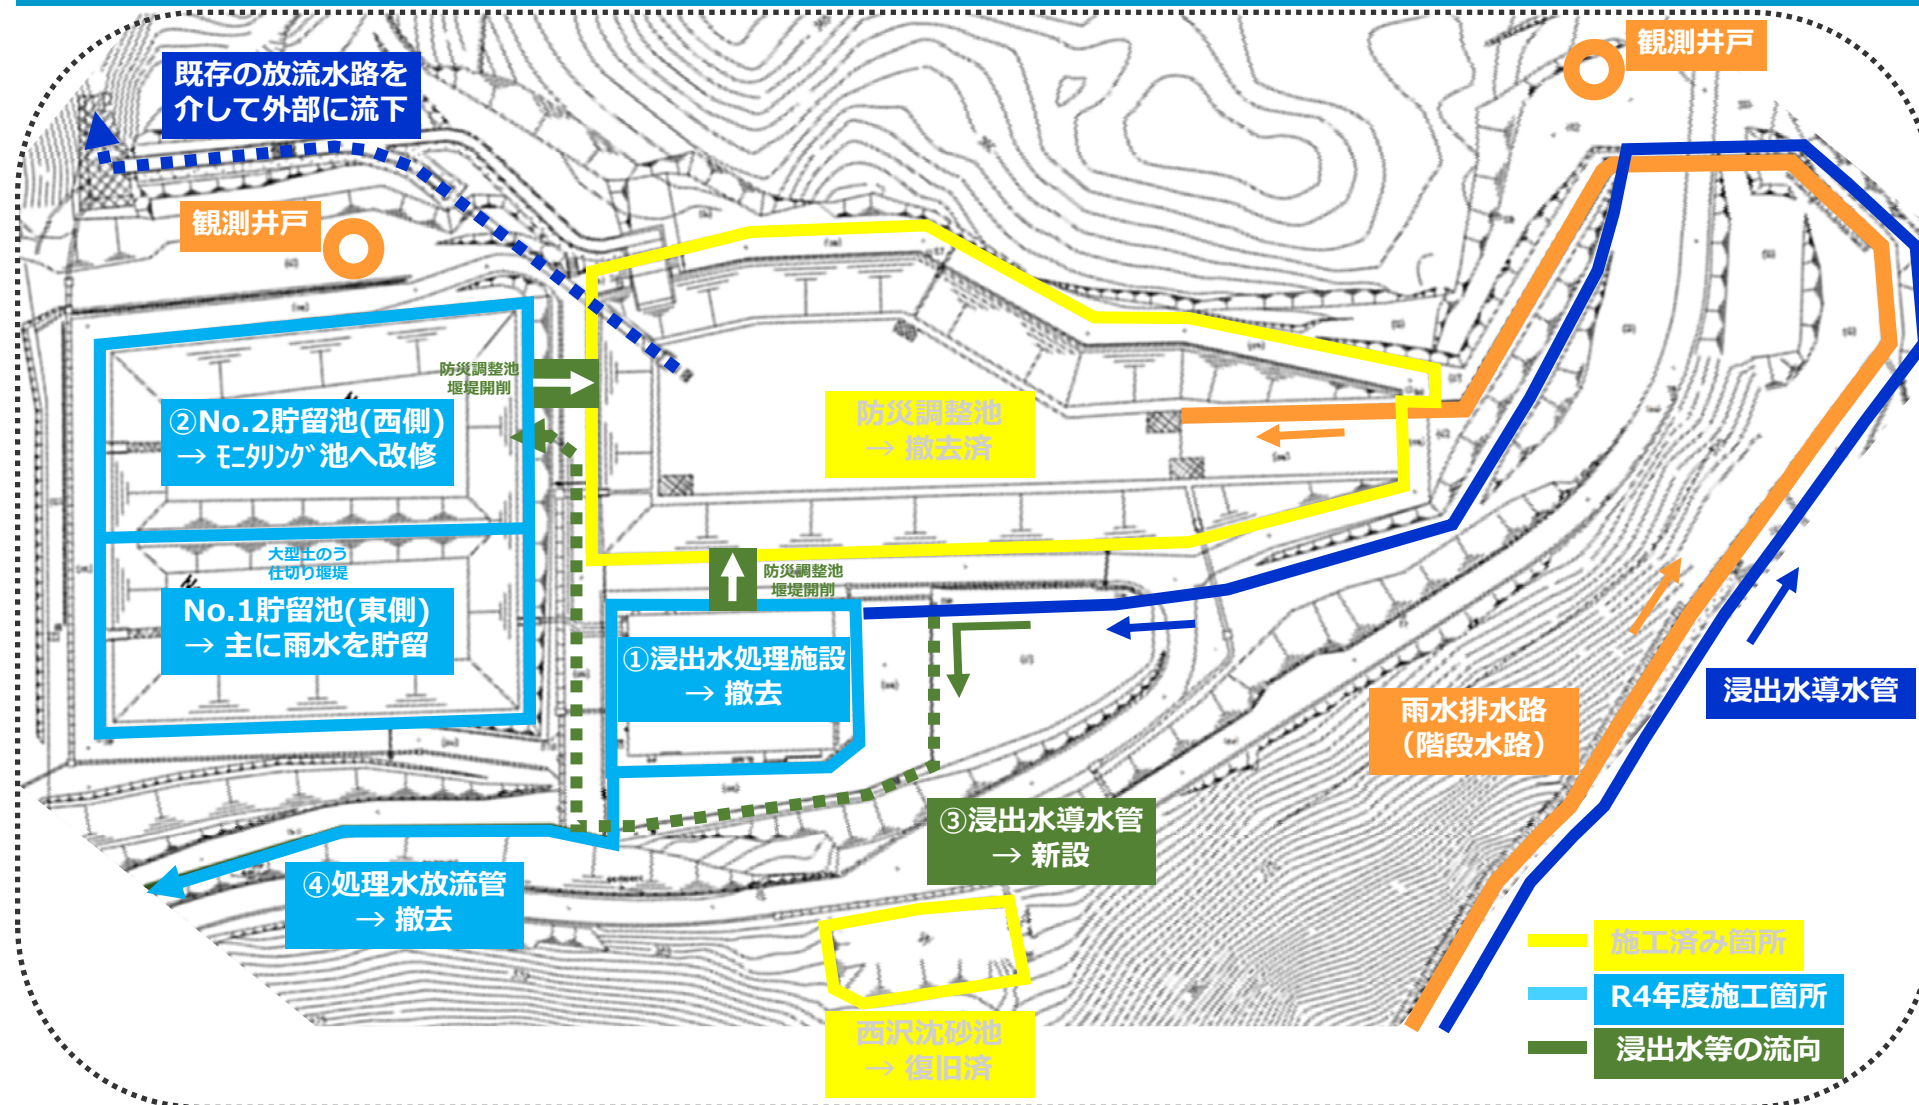 既存の放流水路を
介して外部に流下
観測井戸
観測井戸
防災調整池
堰堤開削
②No.2貯留池(西側)
→ ﾓﾆﾀﾘﾝｸﾞ池へ改修
防災調整池
→ 撤去済
大型土のう
仕切り堰堤
No.1貯留池(東側)
→ 主に雨水を貯留
防災調整池
堰堤開削
①浸出水処理施設
→ 撤去
雨水排水路
（階段水路）
浸出水導水管
③浸出水導水管
→ 新設
④処理水放流管
→ 撤去
西沢沈砂池
→ 復旧済
施工済み箇所
R4年度施工箇所
浸出水等の流向